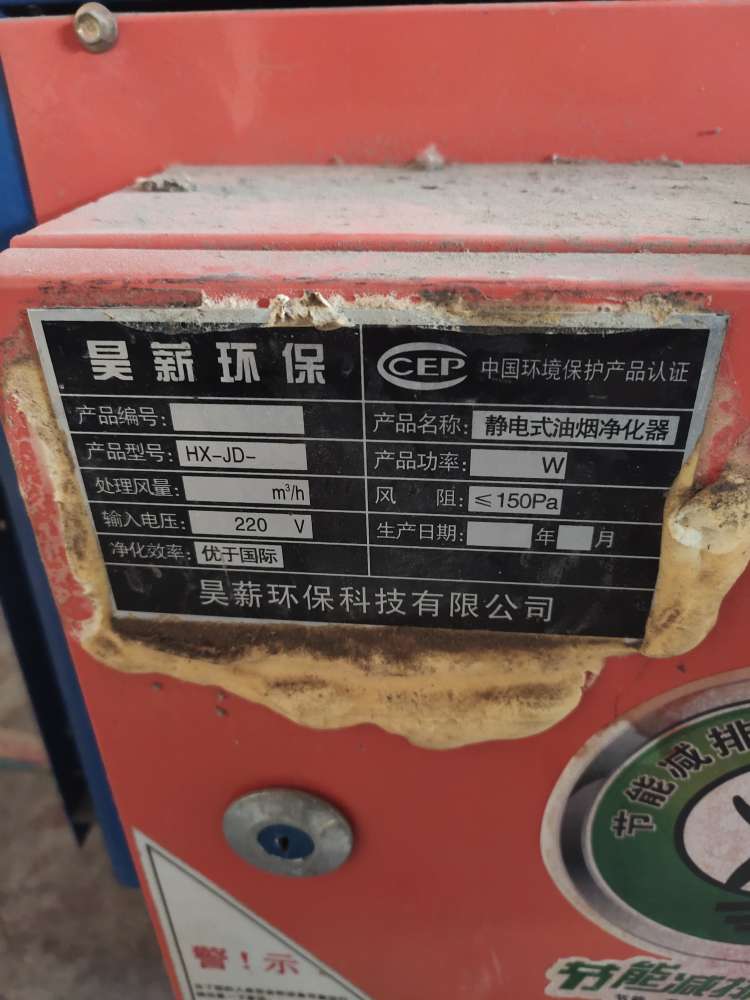 昊薪环保
CEP 中国环境保护产品认证
产品编号:
产品名称: 静电式油烟净化器
产品型号: HX-JD-
产品功率: W
处理风量: m³/h
风 阻: ≤150Pa
输入电压: 220 V
生产日期: 年 月
净化效率: 优于国际
昊薪环保科技有限公司
节能减排
警!示
节能减排